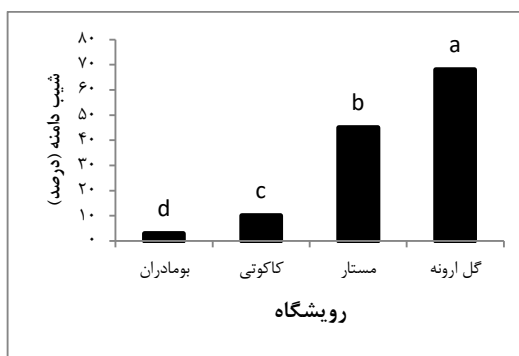 شیب دامنه (درصد)
۸۰
۷۰
۶۰
۵۰
۴۰
۳۰
۲۰
۱۰
۰
a
b
c
d
گل ارونه
مستار
کاکوتی
بومادران
رویشگاه